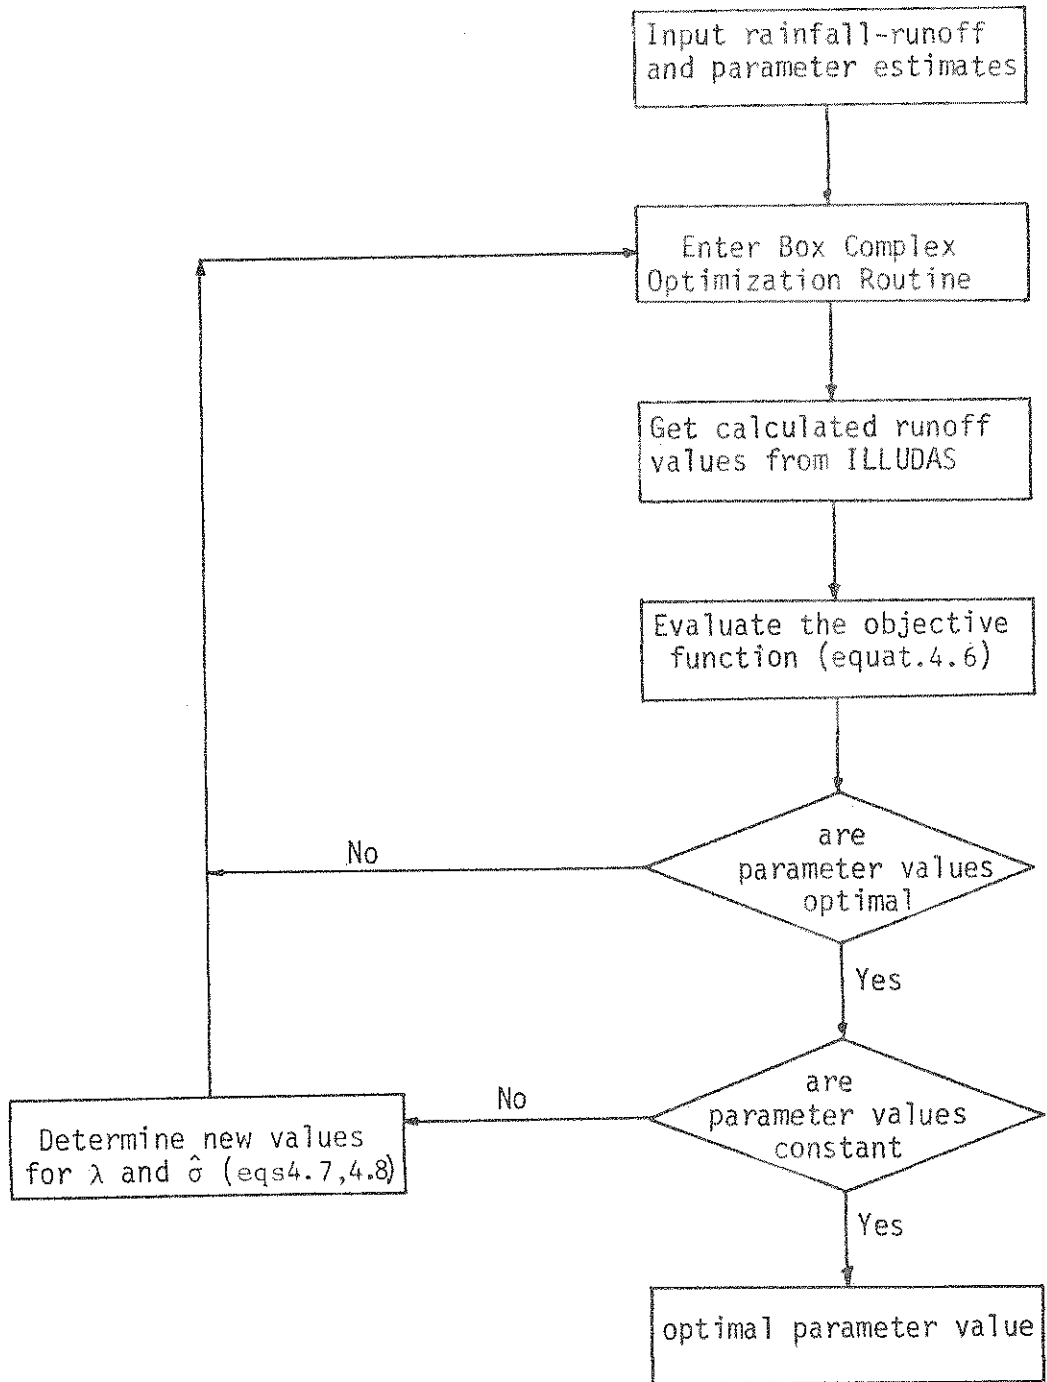 Input rainfall-runoff
and parameter estimates
Enter Box Complex
Optimization Routine
Get calculated runoff
values from ILLUDAS
Evaluate the objective
function (equat.4.6)
are
parameter values
optimal
No
Yes
are
parameter values
constant
No
Determine new values
for λ and σ̂ (eqs4.7,4.8)
Yes
optimal parameter value